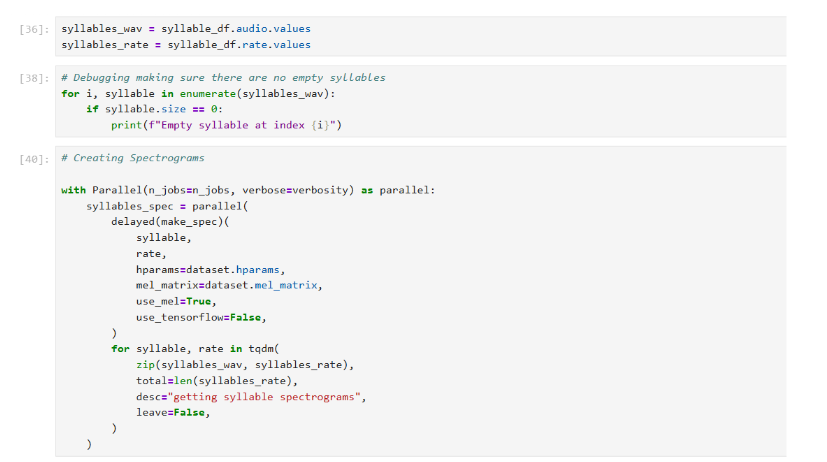 [36]: syllables_wav = syllable_df.audio.values
syllables_rate = syllable_df.rate.values
[38]: # Debugging making sure there are no empty syllables
for i, syllable in enumerate(syllables_wav):
    if syllable.size == 0:
        print(f"Empty syllable at index {i}")
[40]: # Creating Spectrograms
with Parallel(n_jobs=n_jobs, verbose=verbosity) as parallel:
    syllables_spec = parallel(
        delayed(make_spec)(
            syllable,
            rate,
            hparams=dataset.hparams,
            mel_matrix=dataset.mel_matrix,
            use_mel=True,
            use_tensorflow=False,
        )
        for syllable, rate in tqdm(
            zip(syllables_wav, syllables_rate),
            total=len(syllables_rate),
            desc="getting syllable spectrograms",
            leave=False,
        )
    )